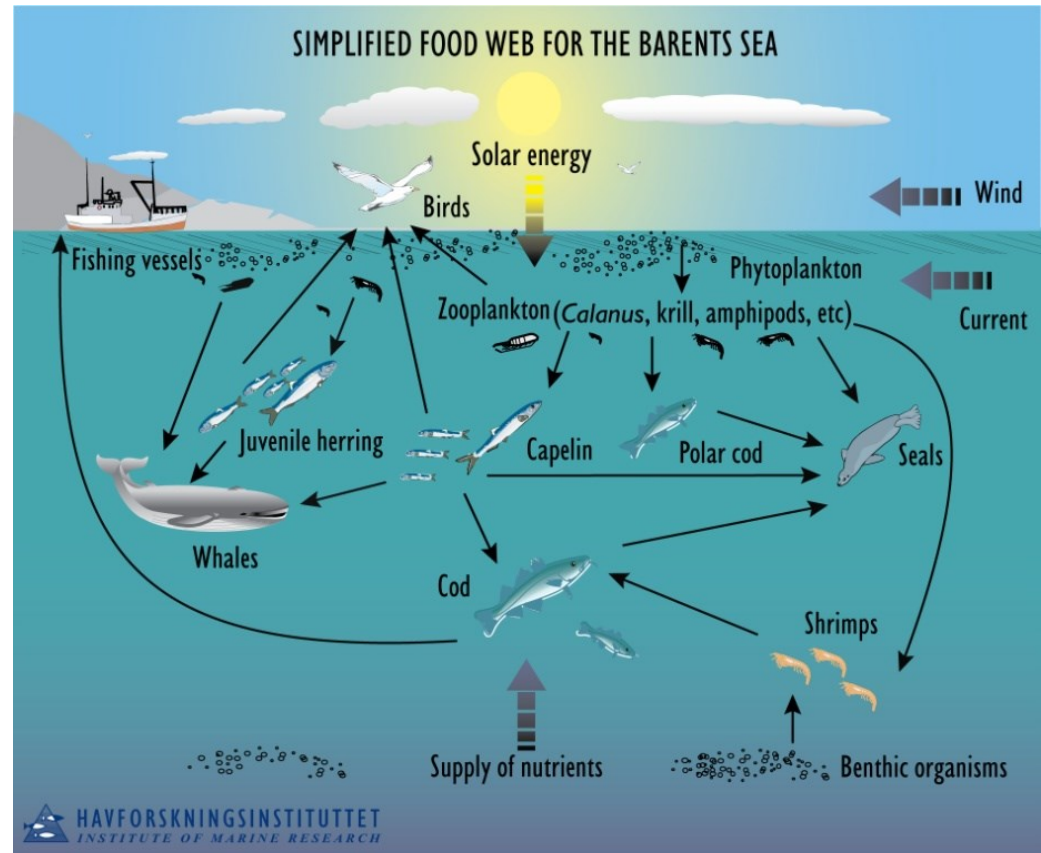 SIMPLIFIED FOOD WEB FOR THE BARENTS SEA
Solar energy
Birds
Wind
Fishing vessels
Phytoplankton
Zooplankton (Calanus, krill, amphipods, etc)
Current
Juvenile herring
Capelin
Polar cod
Seals
Whales
Cod
Shrimps
Supply of nutrients
Benthic organisms
HAVFORSKNINGSINSTITUTTET
INSTITUTE OF MARINE RESEARCH